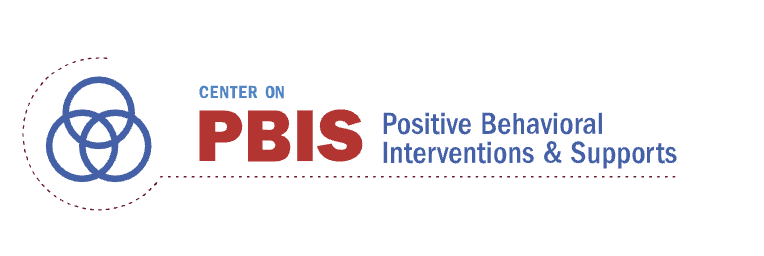 CENTER ON
PBIS
Positive Behavioral
Interventions & Supports